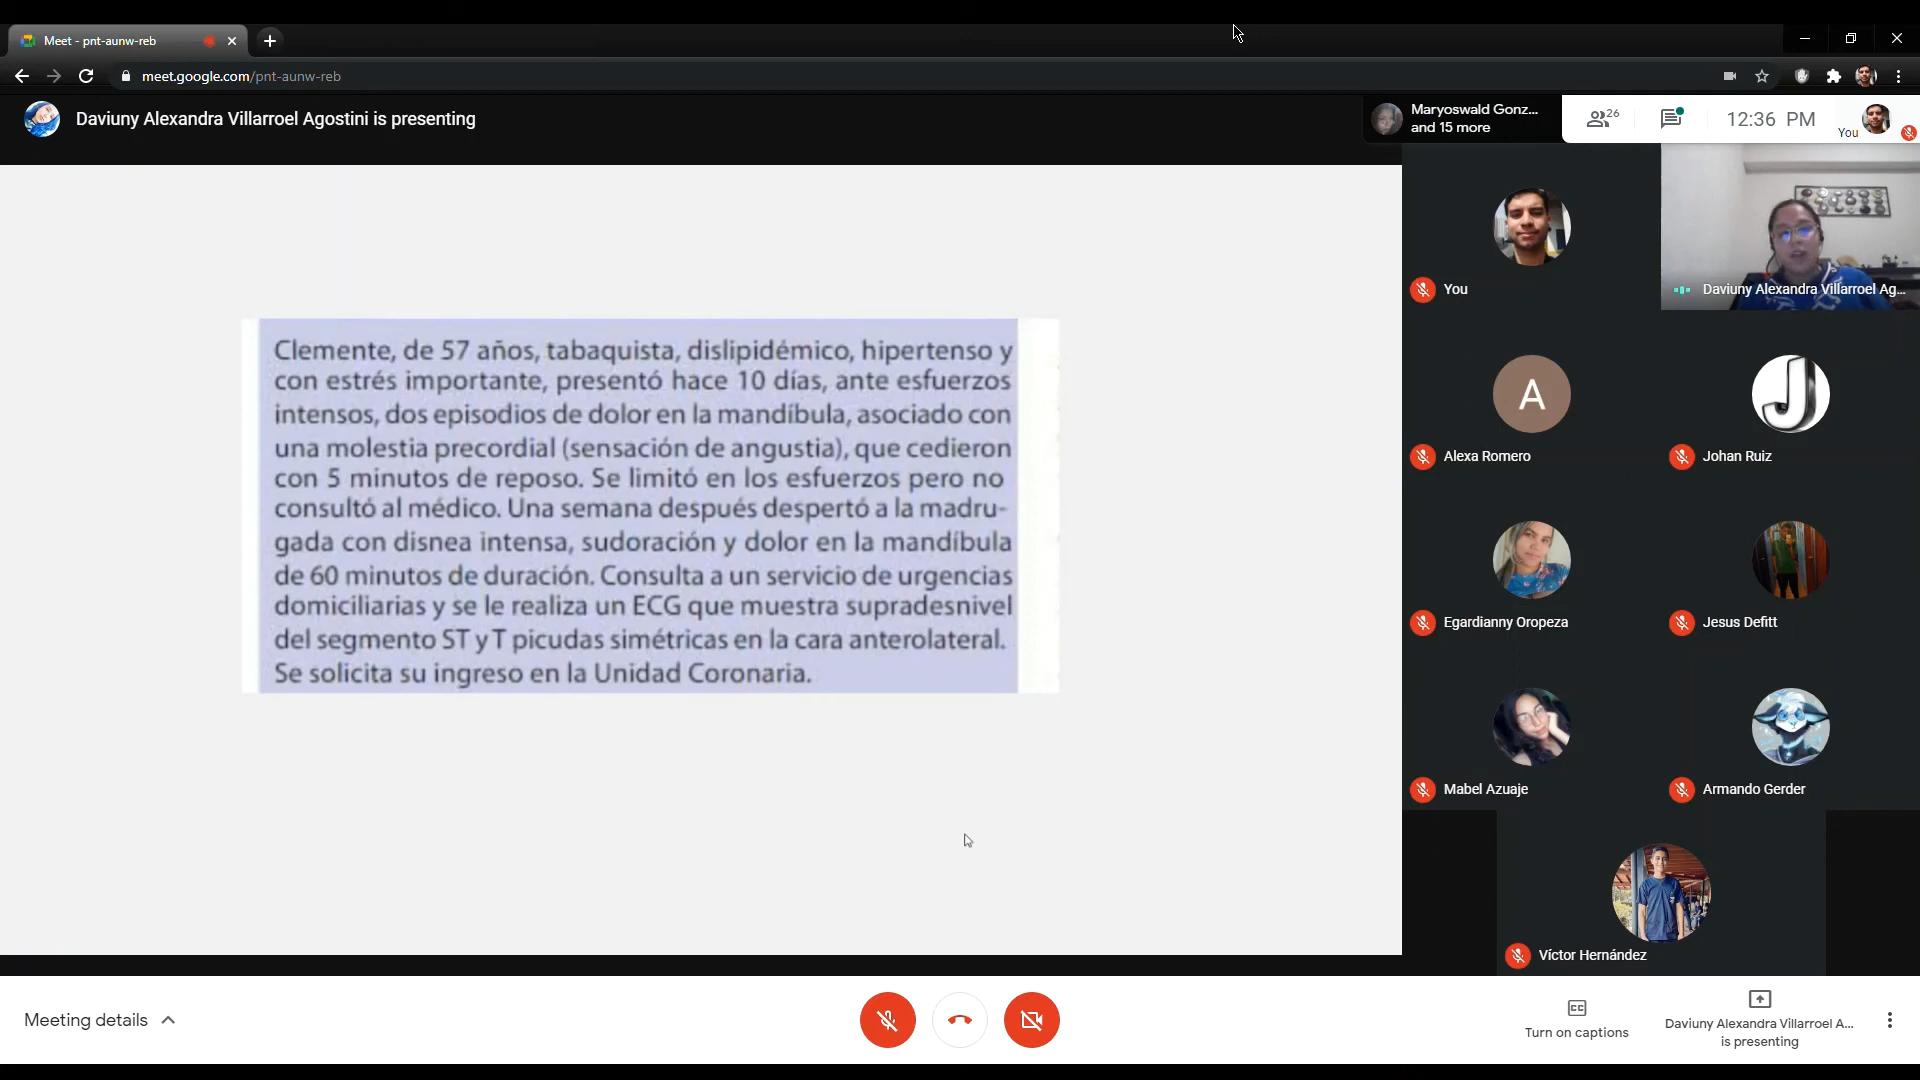 Meet - pnt-aunw-reb
meet.google.com/pnt-aunw-reb
Daviuny Alexandra Villarroel Agostini is presenting
Maryoswald Gonz...
and 15 more
26
12:36 PM
You
Clemente, de 57 años, tabaquista, dislipidémico, hipertenso y
con estrés importante, presentó hace 10 días, ante esfuerzos
intensos, dos episodios de dolor en la mandíbula, asociado con
una molestia precordial (sensación de angustia), que cedieron
con 5 minutos de reposo. Se limitó en los esfuerzos pero no
consultó al médico. Una semana después despertó a la madru-
gada con disnea intensa, sudoración y dolor en la mandíbula
de 60 minutos de duración. Consulta a un servicio de urgencias
domiciliarias y se le realiza un ECG que muestra supradesnivel
del segmento ST y T picudas simétricas en la cara anterolateral.
Se solicita su ingreso en la Unidad Coronaria.
You
Daviuny Alexandra Villarroel Ag...
A
Alexa Romero
J
Johan Ruiz
Egardianny Oropeza
Jesus Defitt
Mabel Azuaje
Armando Gerder
Víctor Hernández
Meeting details
CC
Turn on captions
Daviuny Alexandra Villarroel A...
is presenting